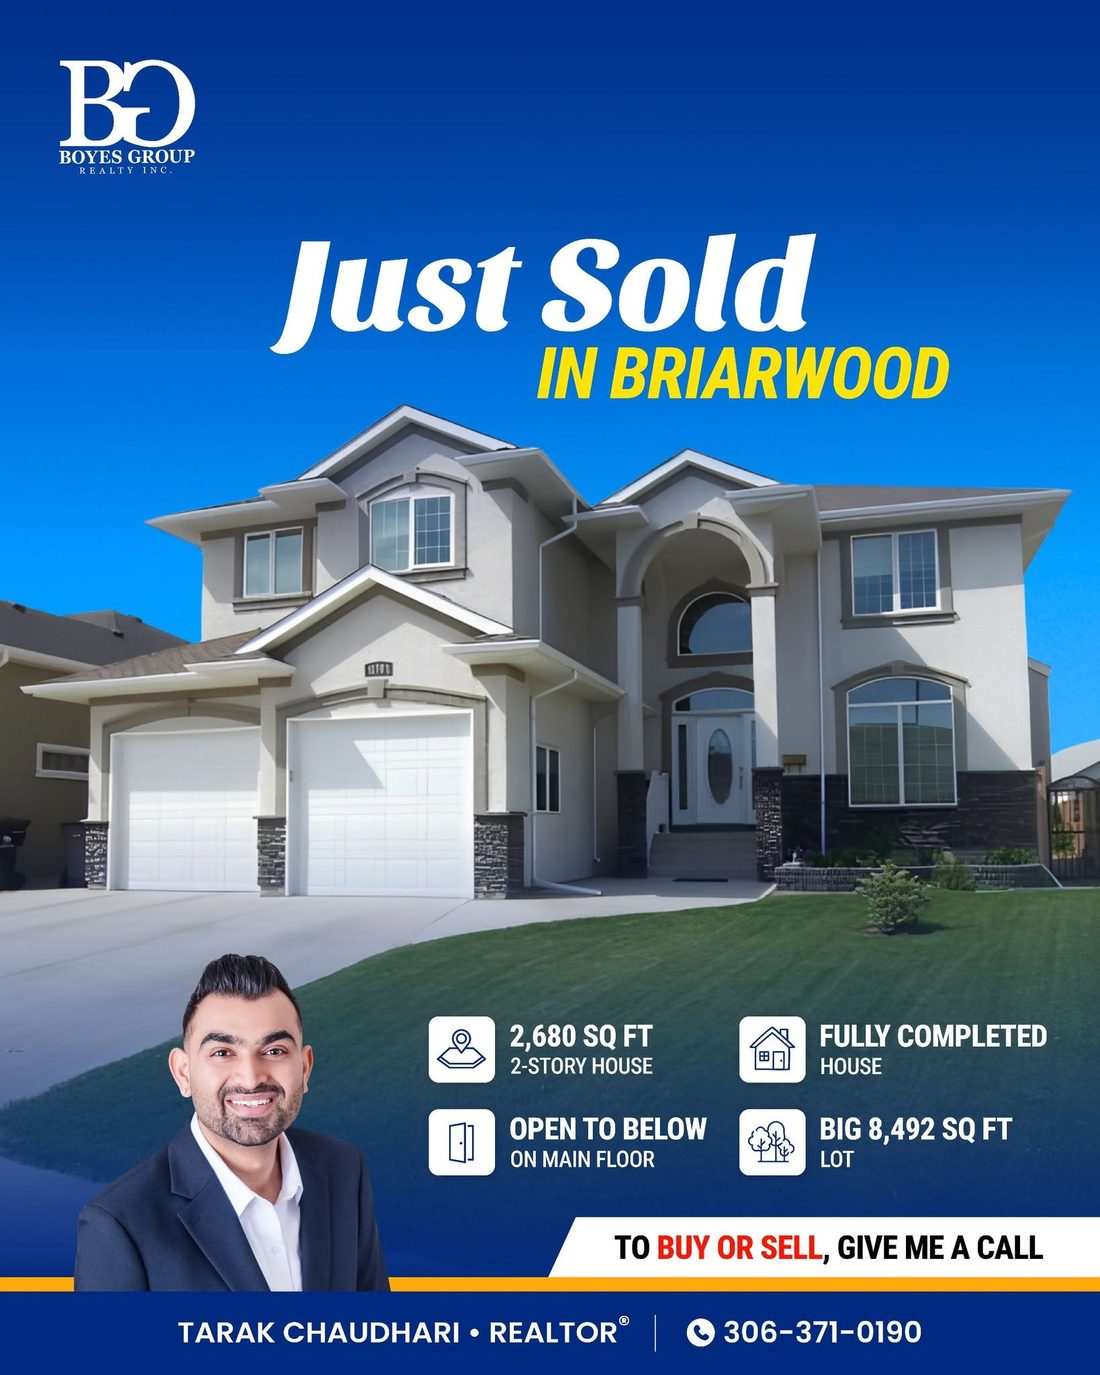 BG
BOYES GROUP
REALTY INC.
Just Sold
IN BRIARWOOD
2,680 SQ FT
2-STORY HOUSE
FULLY COMPLETED
HOUSE
OPEN TO BELOW
ON MAIN FLOOR
BIG 8,492 SQ FT
LOT
TO BUY OR SELL, GIVE ME A CALL
TARAK CHAUDHARI • REALTOR®
306-371-0190